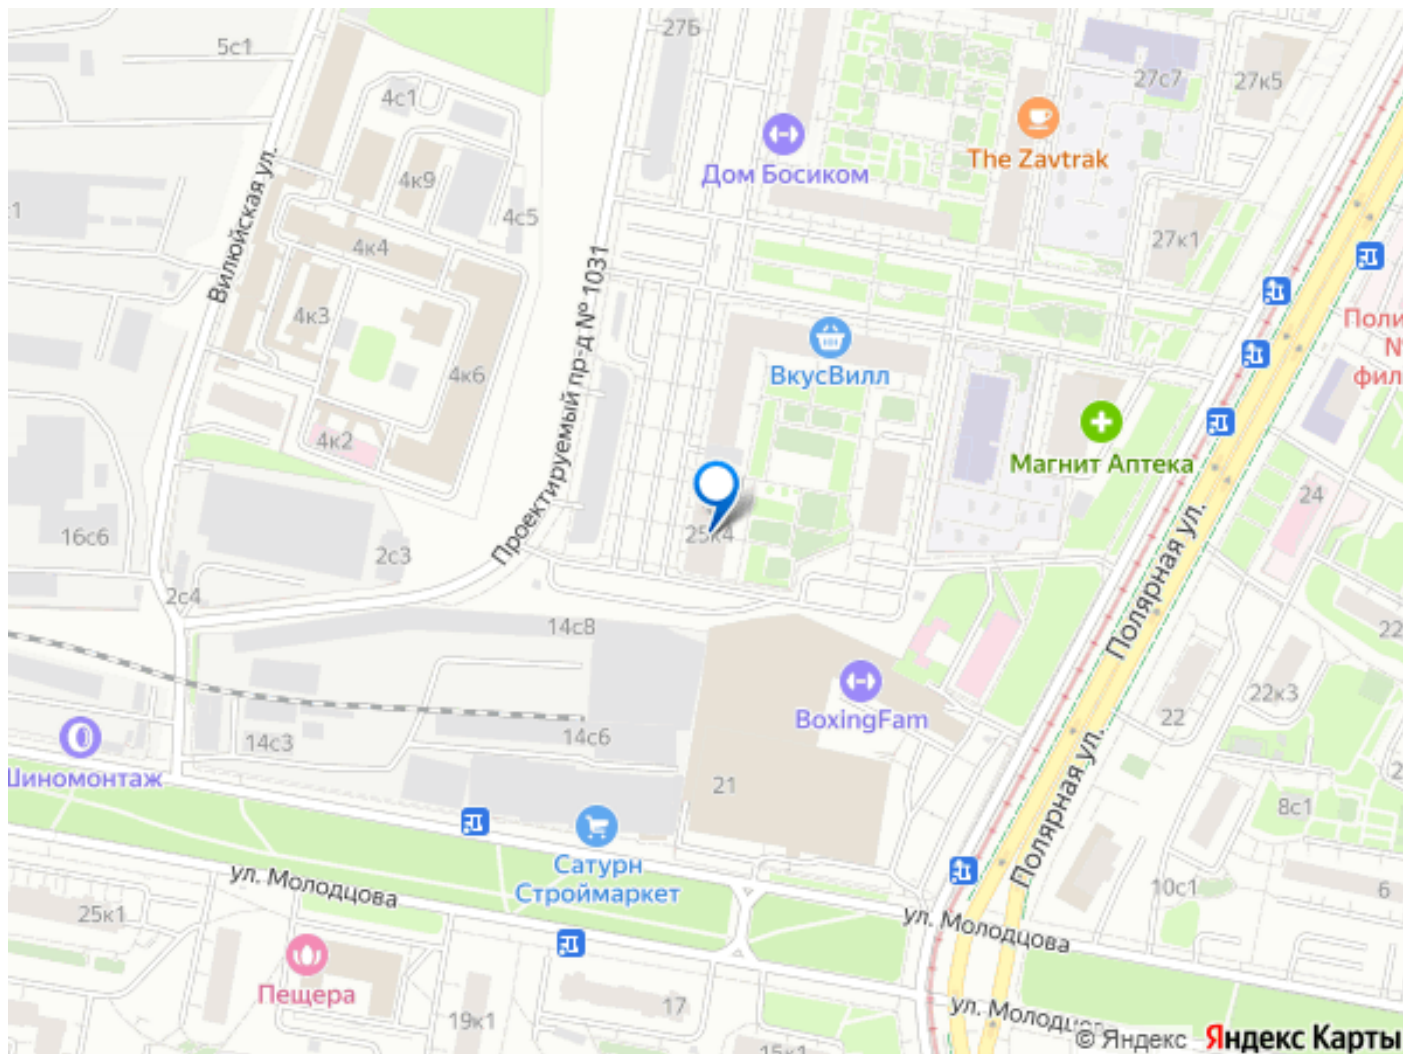 27Б
5с1
27с7
27к5
4с1
The Zavtrak
Дом Босиком
4к9
4с5
Вилюйская ул.
4к4
27к1
Проектируемый пр-д № 1031
4к3
ВкусВилл
4к6
4к2
Магнит Аптека
24
16с6
25к4
2с3
Полярная ул.
2с4
14с8
22
22к3
BoxingFam
22
14с3
14с6
Шиномонтаж
21
Полярная ул.
8с1
Сатурн
Строймаркет
ул. Молодцова
10с1
6
25к1
ул. Молодцова
Пещера
17
19к1
ул. Молодцова
15к1
© Яндекс Яндекс Карты